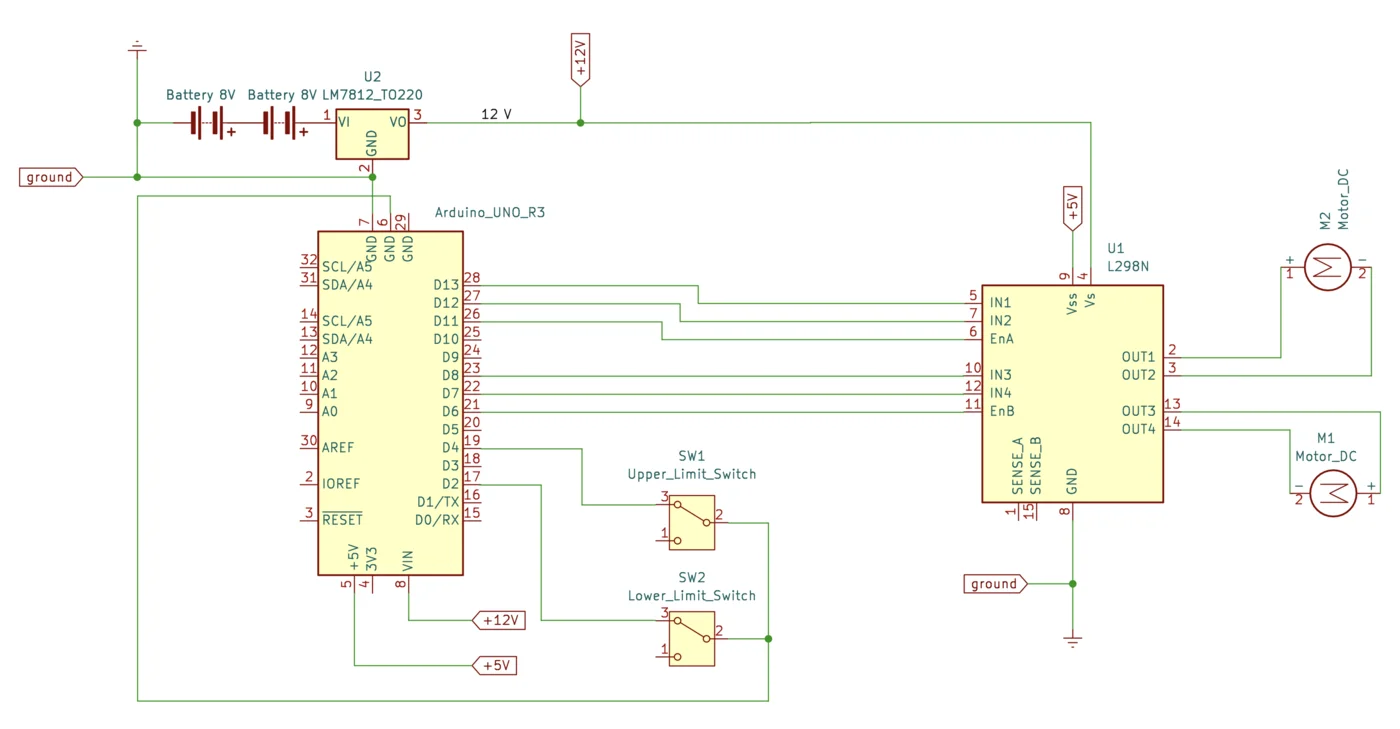 +12V
U2
Battery 8V Battery 8V LM7812_TO220
1 VI VO 3
GND
2
12 V
+ +
ground
Arduino_UNO_R3
7 6 29
GND GND GND
32 SCL/A5
31 SDA/A4
14 SCL/A5
13 SDA/A4
12 A3
11 A2
10 A1
9 A0
30 AREF
2 IOREF
3 RESET
D13 28
D12 27
D11 26
D10 25
D9 24
D8 23
D7 22
D6 21
D5 20
D4 19
D3 18
D2 17
D1/TX 16
D0/RX 15
+5V 3V3 VIN
5 4 8
+12V
+5V
SW1
Upper_Limit_Switch
3
2
1
SW2
Lower_Limit_Switch
3
2
1
+5V
U1
L298N
9 4
Vss Vs
5 IN1
7 IN2
6 EnA
10 IN3
12 IN4
11 EnB
OUT1 2
OUT2 3
OUT3 13
OUT4 14
SENSE_A SENSE_B GND
1 15 8
ground
M2
Motor_DC
+ -
1 2
M1
Motor_DC
- +
2 1